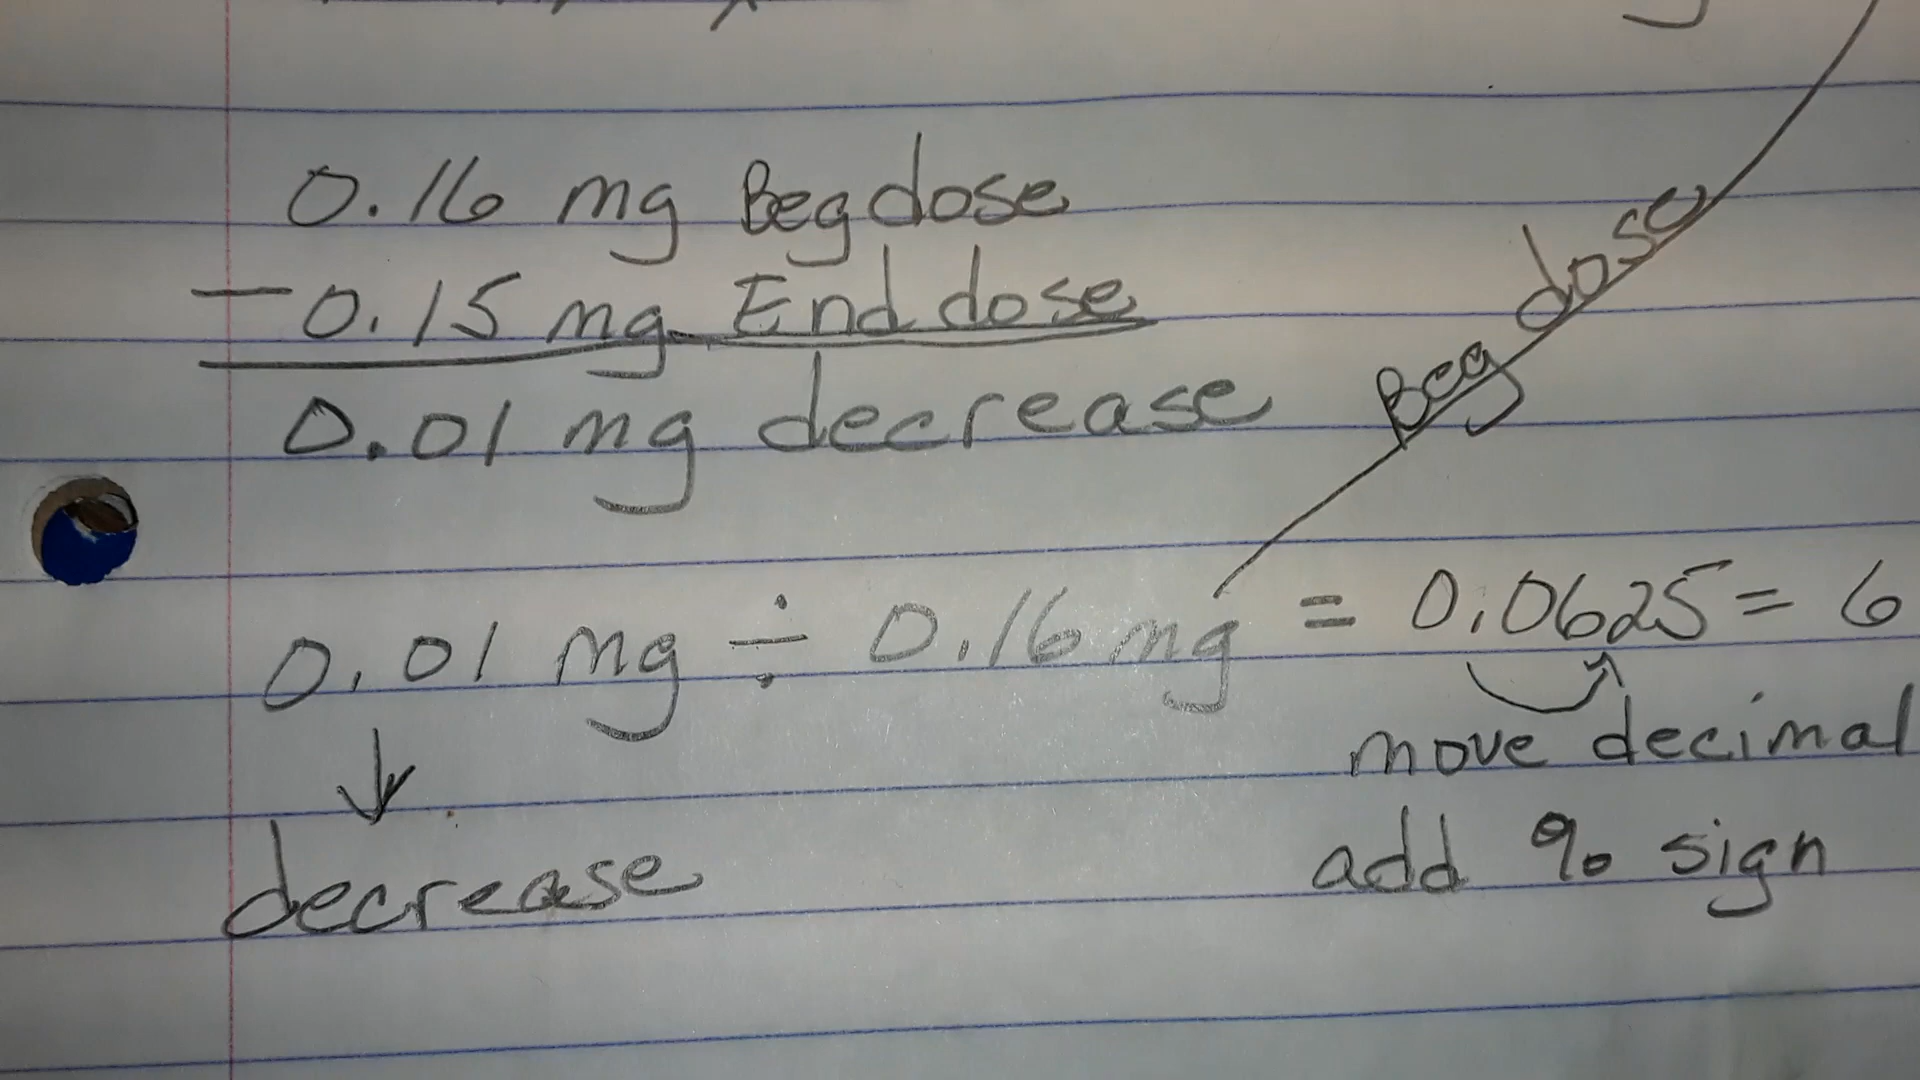 0.16 mg Beg dose
- 0.15 mg End dose
0.01 mg decrease
Beg dose
0.01 mg ÷ 0.16 mg = 0.0625 = 6
move decimal
add % sign
decrease